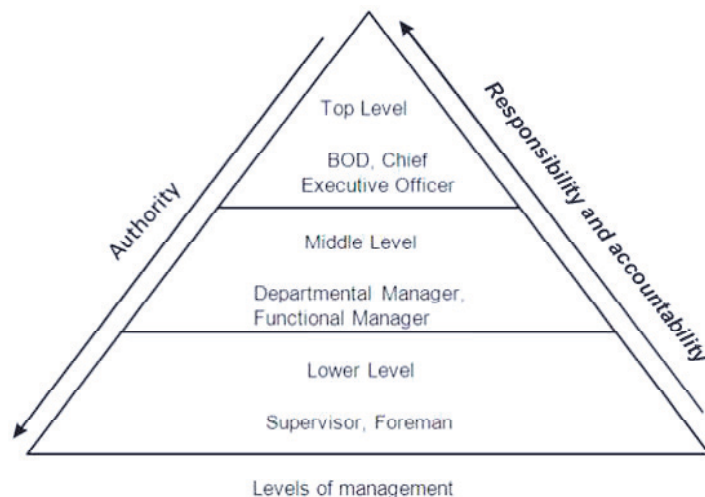 Top Level
BOD, Chief
Executive Officer
Authority
Responsibility and accountability
Middle Level
Departmental Manager,
Functional Manager
Lower Level
Supervisor, Foreman
Levels of management